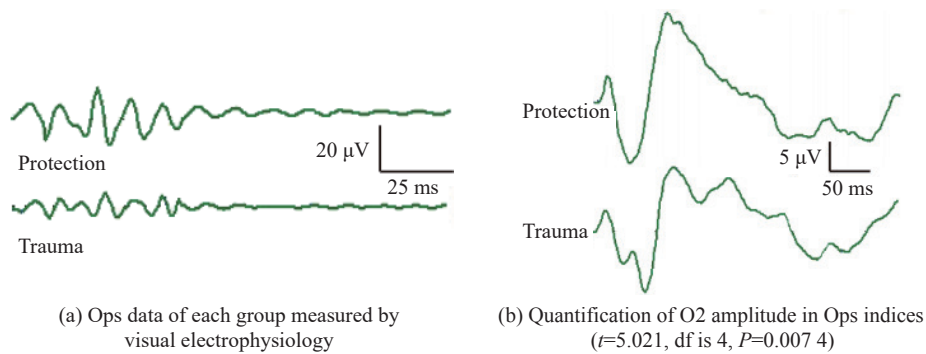 Protection
20 μV
25 ms
Trauma
Protection
5 μV
50 ms
Trauma
(a) Ops data of each group measured by
visual electrophysiology
(b) Quantification of O2 amplitude in Ops indices
(t=5.021, df is 4, P=0.007 4)